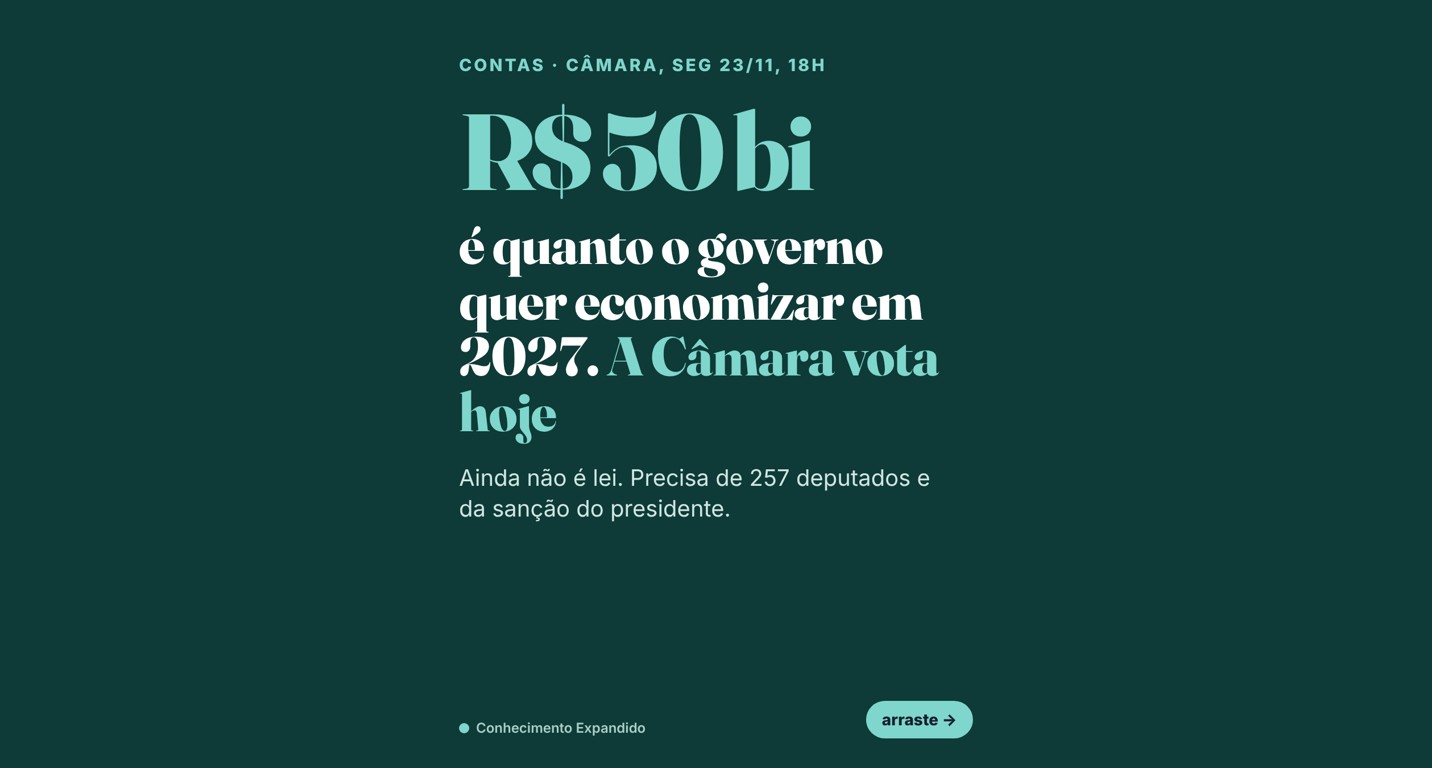 CONTAS · CÂMARA, SEG 23/11, 18H
R$ 50 bi
é quanto o governo
quer economizar em
2027. A Câmara vota
hoje
Ainda não é lei. Precisa de 257 deputados e
da sanção do presidente.
Conhecimento Expandido
arraste →